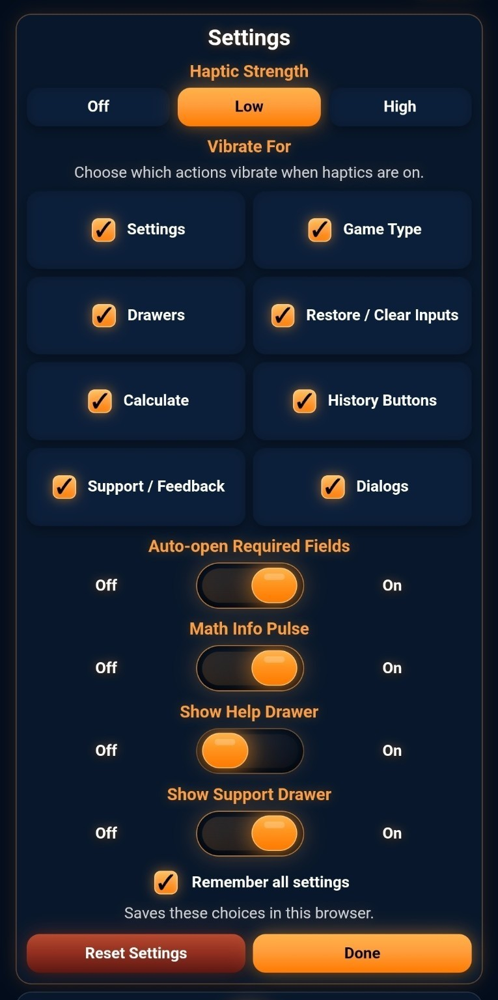 Settings
Haptic Strength
Off Low High
Vibrate For
Choose which actions vibrate when haptics are on.
Settings Game Type
Drawers Restore / Clear Inputs
Calculate History Buttons
Support / Feedback Dialogs
Auto-open Required Fields
Off On
Math Info Pulse
Off On
Show Help Drawer
Off On
Show Support Drawer
Off On
Remember all settings
Saves these choices in this browser.
Reset Settings Done